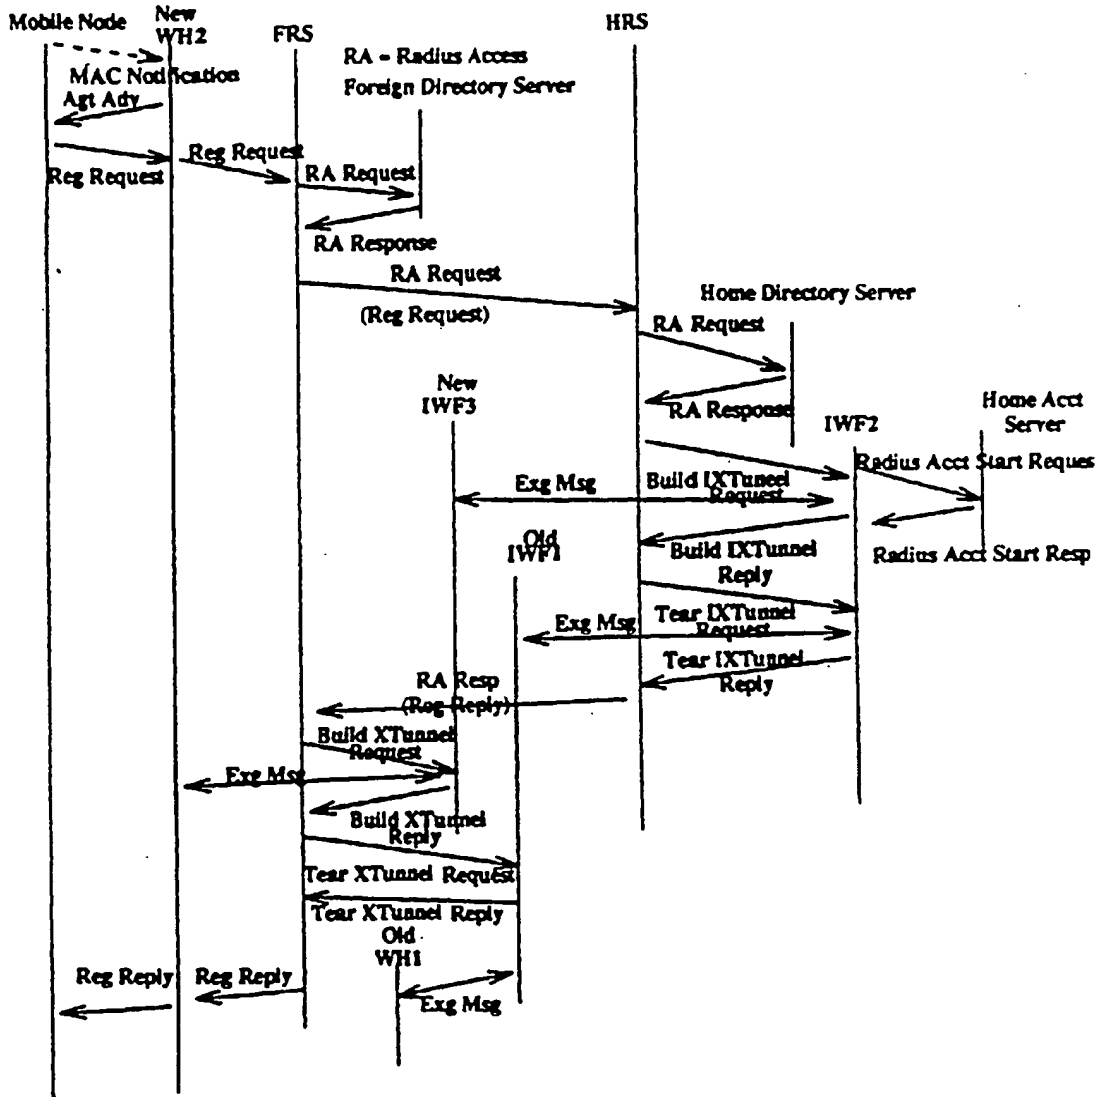 Mobile Node
New
WH2
FRS
HRS
RA - Radius Access
Foreign Directory Server
MAC Notification
Agt Adv
Reg Request
Reg Request
RA Request
RA Response
RA Request
(Reg Request)
Home Directory Server
RA Request
RA Response
New
IWF3
IWF2
Home Acct
Server
Radius Acct Start Reques
Exg Msg
Build IXTunnel
Request
Old
IWF1
Build IXTunnel
Reply
Radius Acct Start Resp
Exg Msg
Tear IXTunnel
Request
Tear IXTunnel
Reply
RA Resp
(Reg Reply)
Build XTunnel
Request
Exg Msg
Build XTunnel
Reply
Tear XTunnel Request
Tear XTunnel Reply
Old
WH1
Reg Reply
Reg Reply
Exg Msg